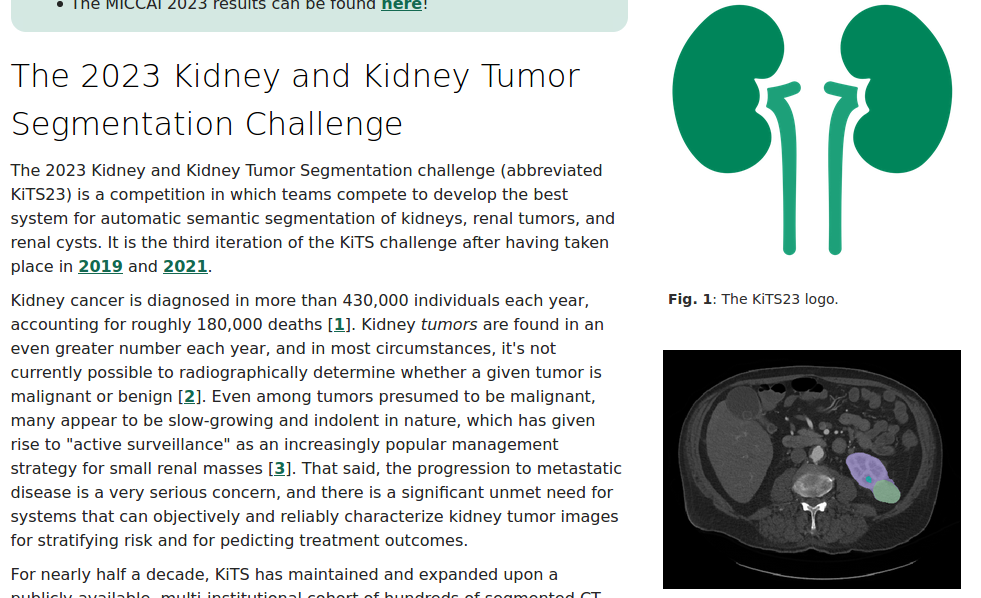 • The MICCAI 2023 results can be found here!
The 2023 Kidney and Kidney Tumor
Segmentation Challenge
The 2023 Kidney and Kidney Tumor Segmentation challenge (abbreviated
KiTS23) is a competition in which teams compete to develop the best
system for automatic semantic segmentation of kidneys, renal tumors, and
renal cysts. It is the third iteration of the KiTS challenge after having taken
place in 2019 and 2021.
Kidney cancer is diagnosed in more than 430,000 individuals each year,
accounting for roughly 180,000 deaths [1]. Kidney tumors are found in an
even greater number each year, and in most circumstances, it's not
currently possible to radiographically determine whether a given tumor is
malignant or benign [2]. Even among tumors presumed to be malignant,
many appear to be slow-growing and indolent in nature, which has given
rise to "active surveillance" as an increasingly popular management
strategy for small renal masses [3]. That said, the progression to metastatic
disease is a very serious concern, and there is a significant unmet need for
systems that can objectively and reliably characterize kidney tumor images
for stratifying risk and for pedicting treatment outcomes.
For nearly half a decade, KiTS has maintained and expanded upon a
publicly available, multi-institutional cohort of hundreds of segmented CT
Fig. 1: The KiTS23 logo.